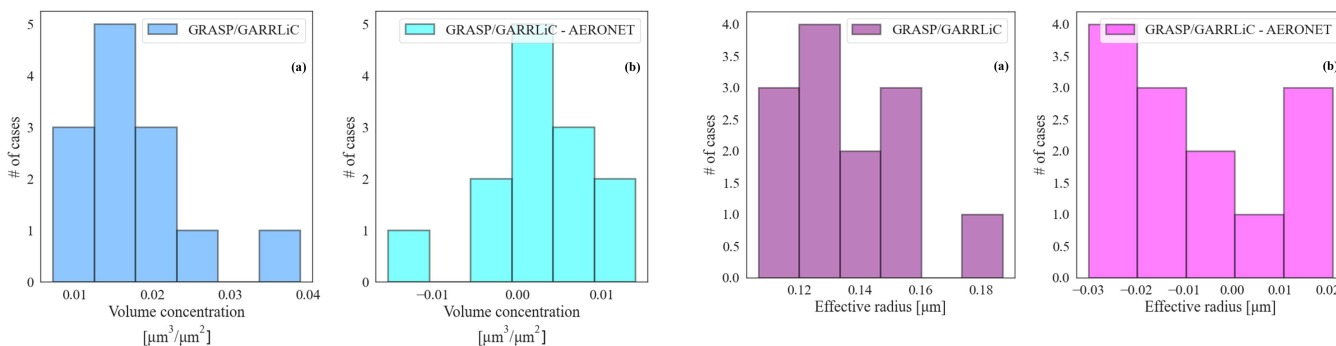 GRASP/GARRLiC
(a)
5
4
3
2
1
0
# of cases
0.01
0.02
0.03
0.04
Volume concentration
[µm³/µm²]
GRASP/GARRLiC - AERONET
(b)
5
4
3
2
1
0
# of cases
−0.01
0.00
0.01
Volume concentration
[µm³/µm²]
GRASP/GARRLiC
(a)
4.0
3.5
3.0
2.5
2.0
1.5
1.0
0.5
0.0
# of cases
0.12
0.14
0.16
0.18
Effective radius [µm]
GRASP/GARRLiC - AERONET
(b)
4.0
3.5
3.0
2.5
2.0
1.5
1.0
0.5
0.0
# of cases
−0.03
−0.02
−0.01
0.00
0.01
0.02
Effective radius [µm]